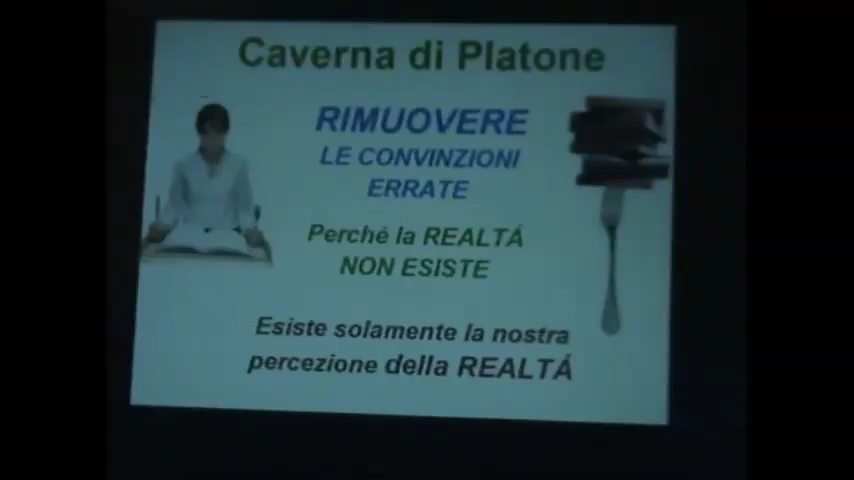 Caverna di Platone
RIMUOVERE
LE CONVINZIONI
ERRATE
Perché la REALTÁ
NON ESISTE
Esiste solamente la nostra
percezione della REALTÁ